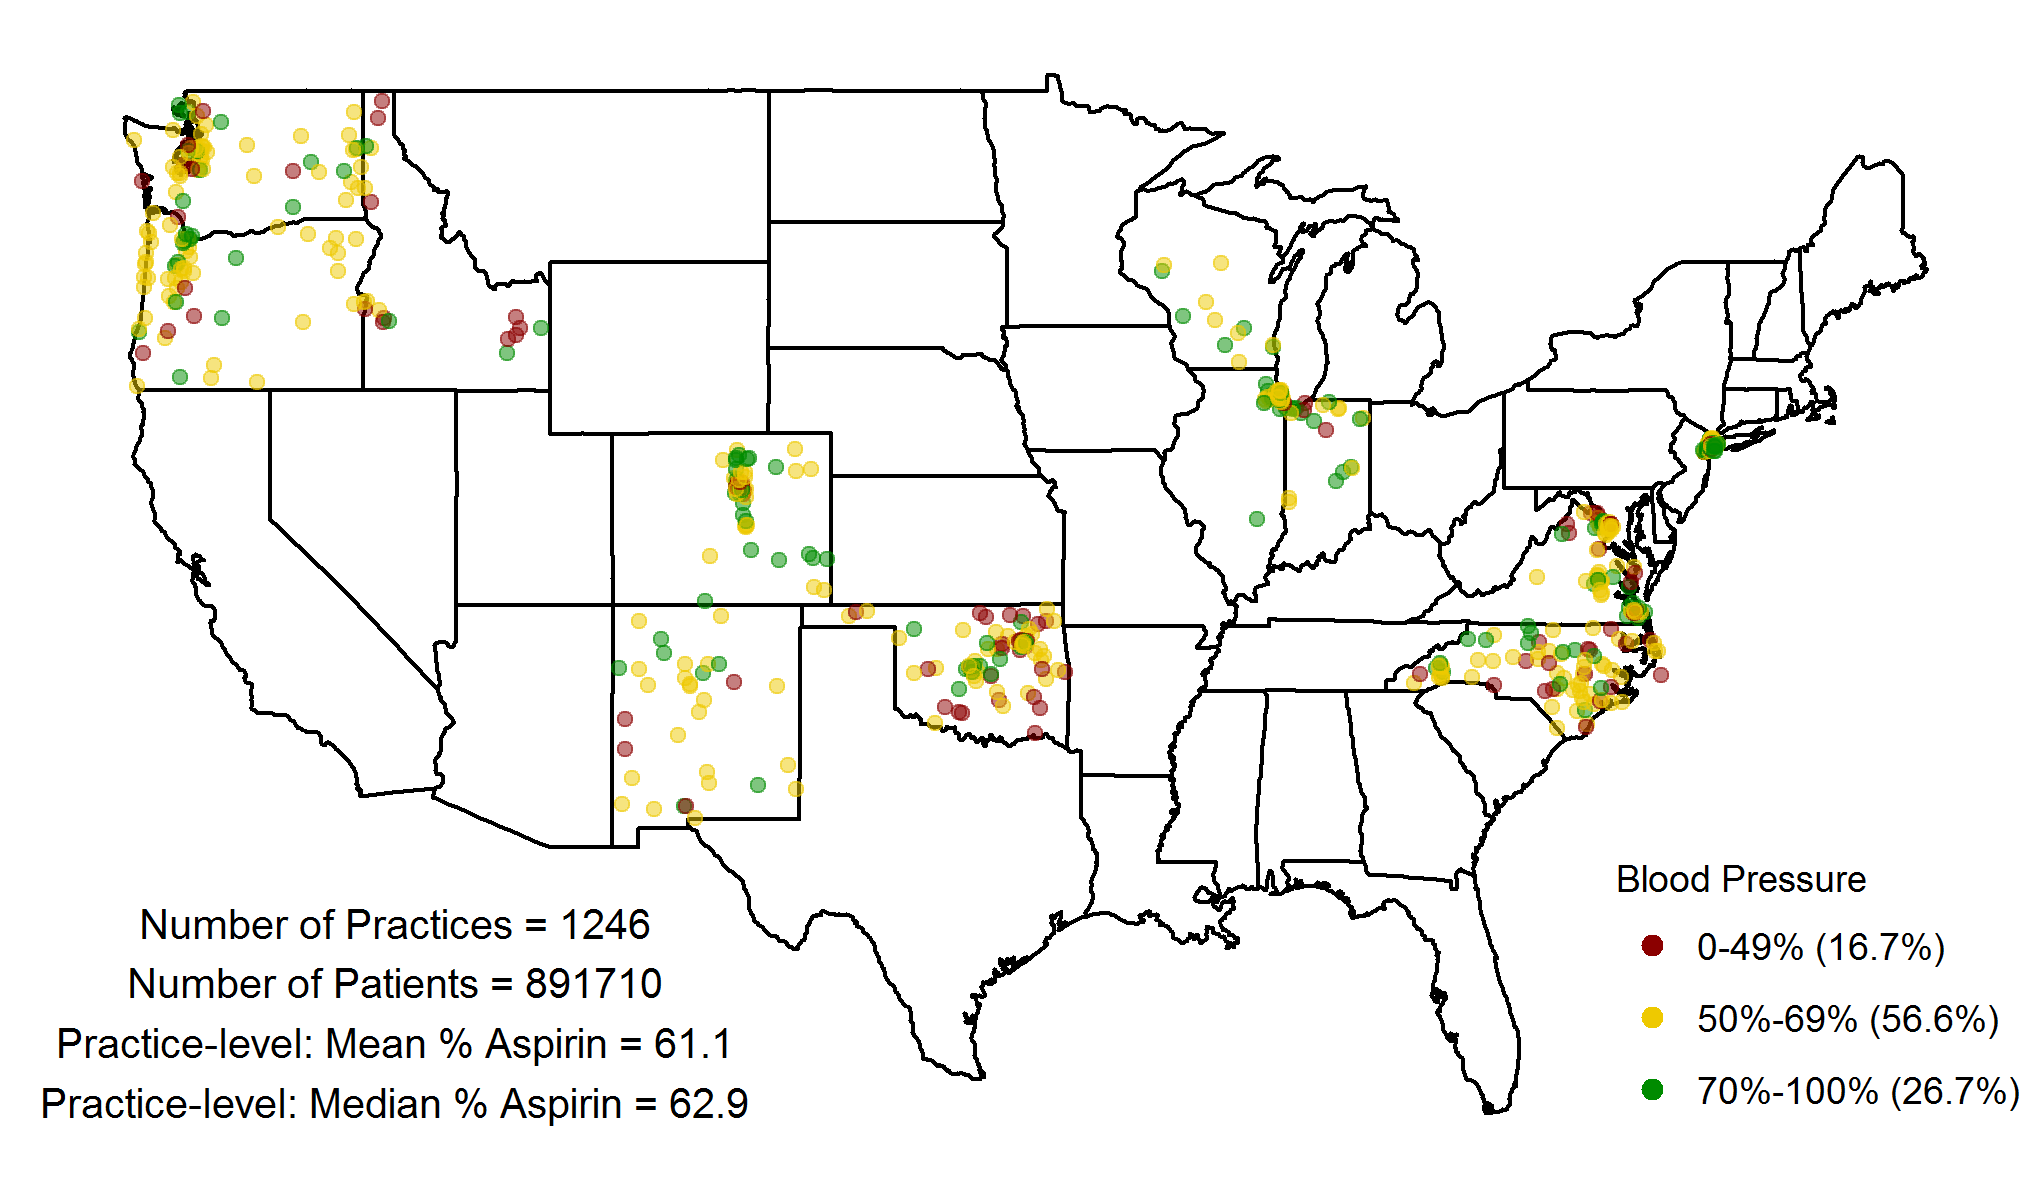 Number of Practices = 1246
Number of Patients = 891710
Practice-level: Mean % Aspirin = 61.1
Practice-level: Median % Aspirin = 62.9
Blood Pressure
0-49% (16.7%)
50%-69% (56.6%)
70%-100% (26.7%)